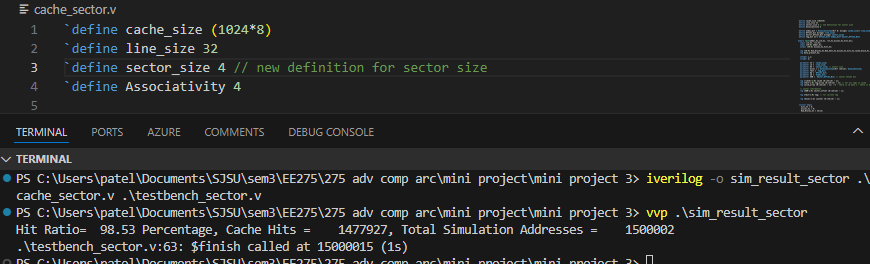 cache_sector.v
1 `define cache_size (1024*8)
2 `define line_size 32
3 `define sector_size 4 // new definition for sector size
4 `define Associativity 4
5
TERMINAL PORTS AZURE COMMENTS DEBUG CONSOLE
TERMINAL
PS C:\Users\patel\Documents\SJSU\sem3\EE275\275 adv comp arc\mini project\mini project 3> iverilog -o sim_result_sector .\
cache_sector.v .\testbench_sector.v
PS C:\Users\patel\Documents\SJSU\sem3\EE275\275 adv comp arc\mini project\mini project 3> vvp .\sim_result_sector
Hit Ratio=  98.53 Percentage, Cache Hits =    1477927, Total Simulation Addresses =    1500002
.\testbench_sector.v:63: $finish called at 15000015 (1s)
PS C:\Users\patel\Documents\SJSU\sem3\EE275\275 adv comp arc\mini project\mini project 3>